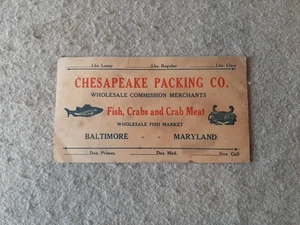 Lbs. Lump Lbs. Regular Lbs. Claw
CHESAPEAKE PACKING CO.
WHOLESALE COMMISSION MERCHANTS
Fish, Crabs and Crab Meat
WHOLESALE FISH MARKET
BALTIMORE - - MARYLAND
Doz. Primes Doz. Med. Doz. Cull